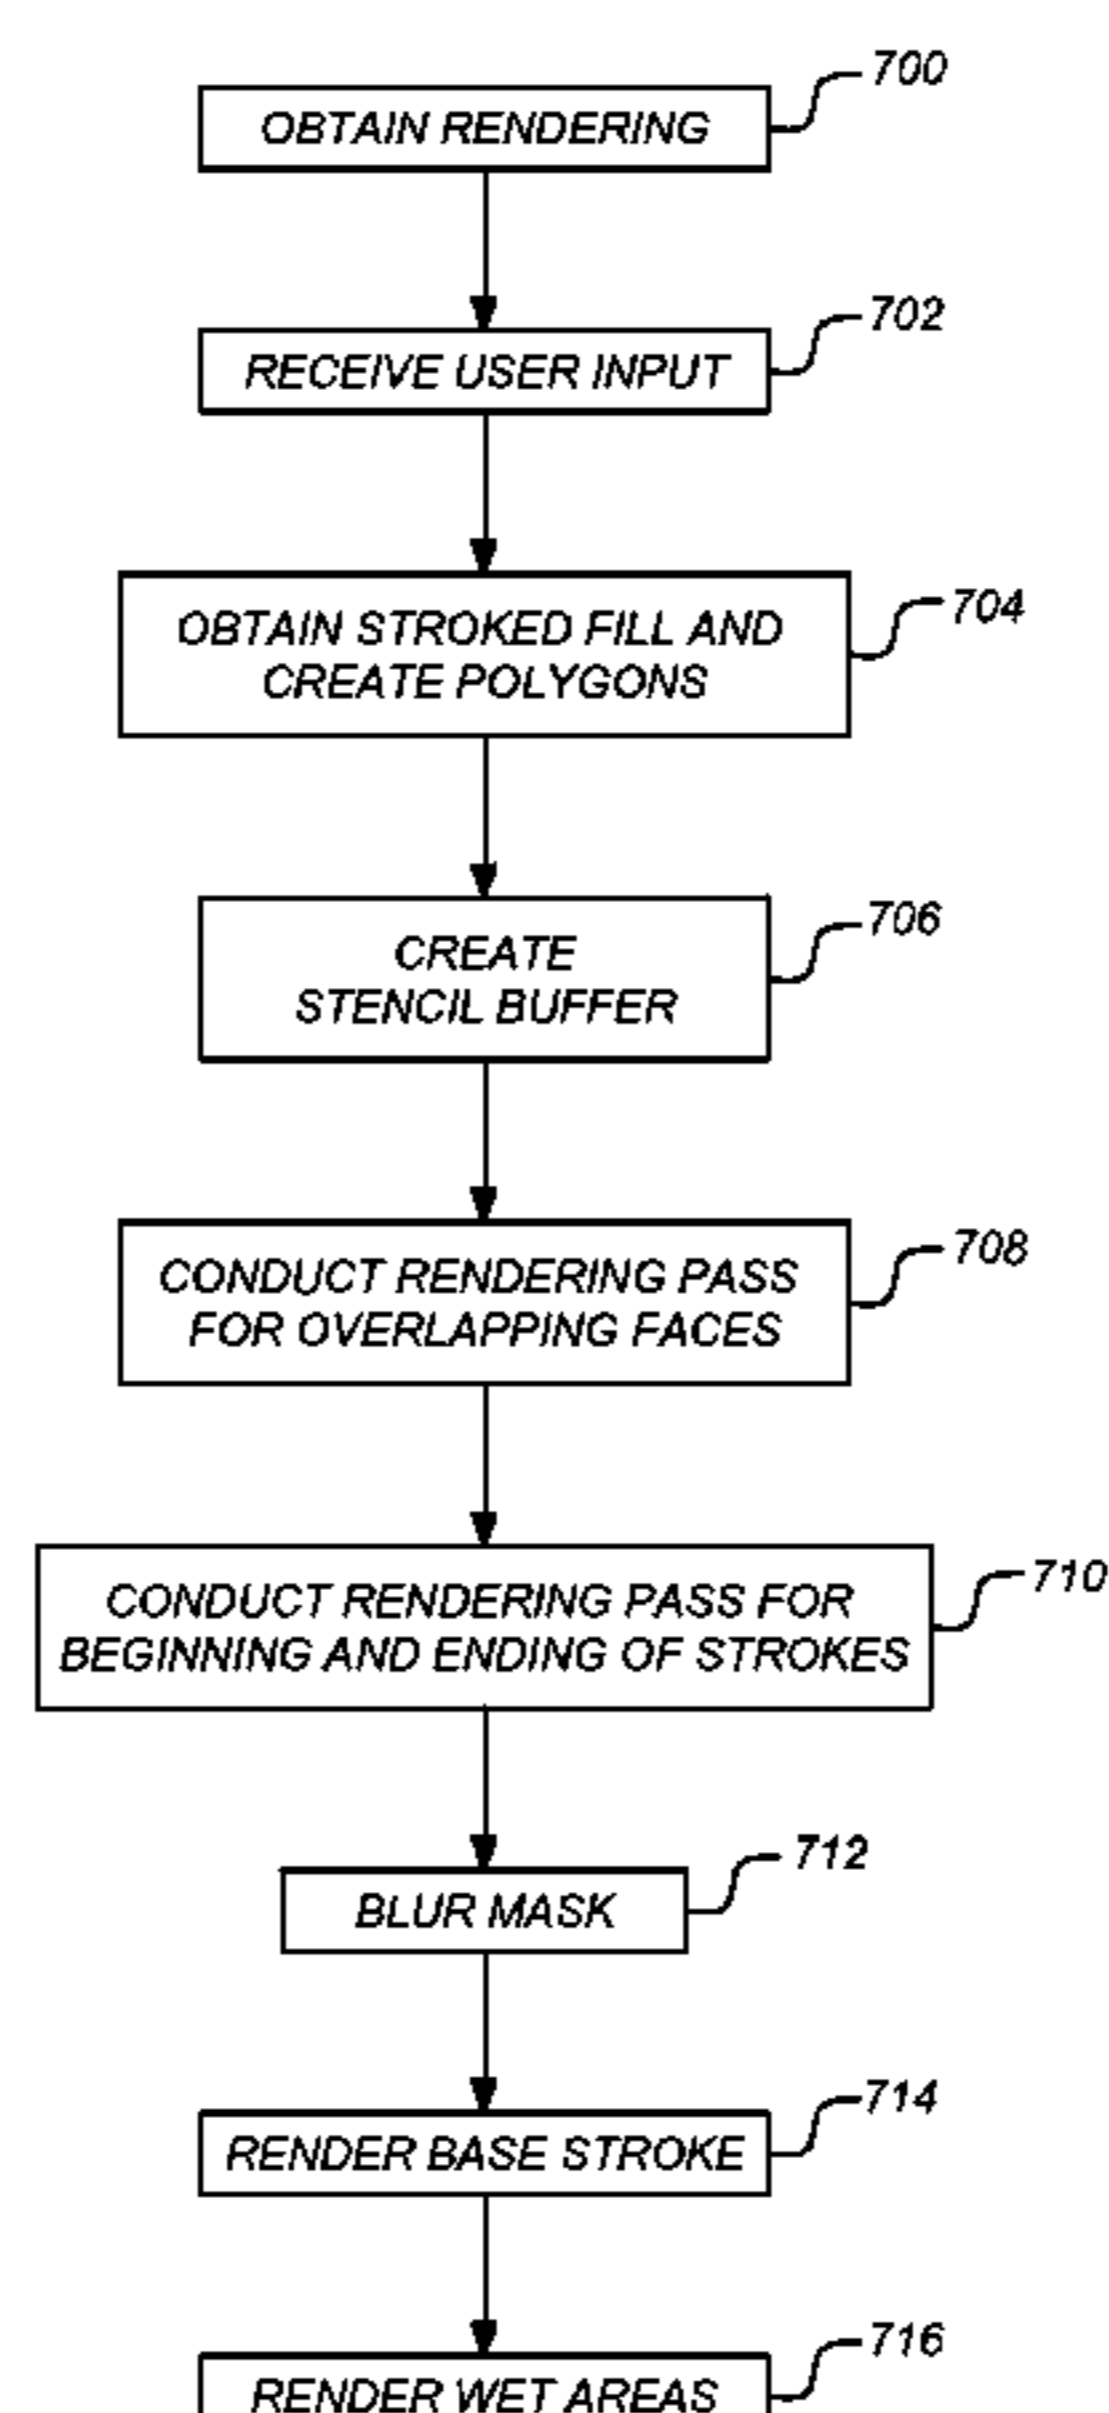 700
OBTAIN RENDERING
702
RECEIVE USER INPUT
704
OBTAIN STROKED FILL AND
CREATE POLYGONS
706
CREATE
STENCIL BUFFER
708
CONDUCT RENDERING PASS
FOR OVERLAPPING FACES
710
CONDUCT RENDERING PASS FOR
BEGINNING AND ENDING OF STROKES
712
BLUR MASK
714
RENDER BASE STROKE
716
RENDER WET AREAS